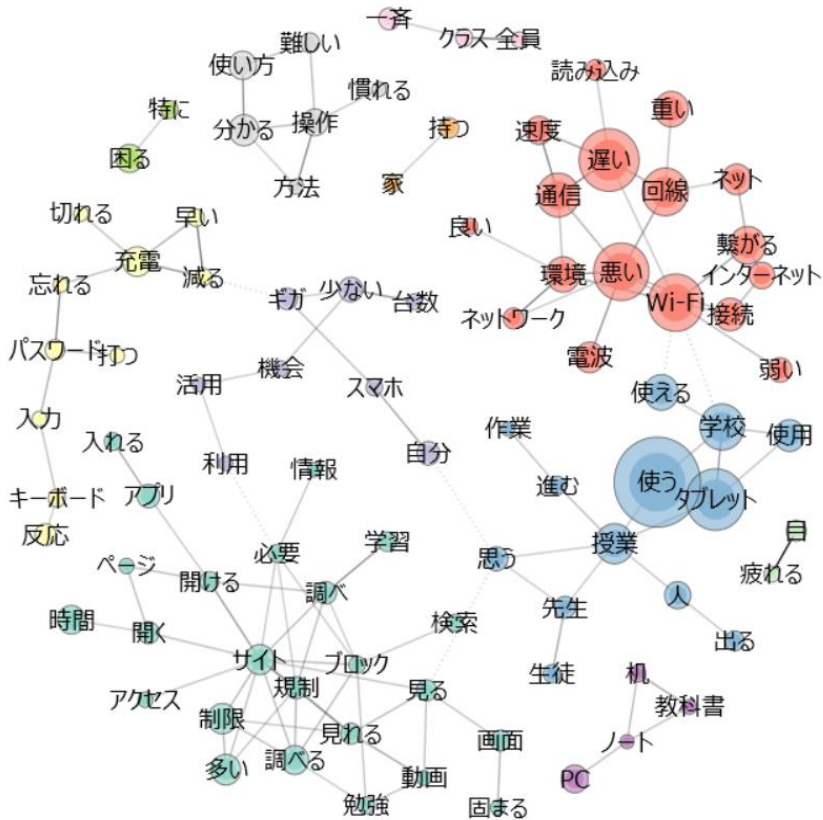 一斉
クラス
全員
難しい
使い方
慣れる
分かる
操作
方法
特に
困る
持つ
家
読み込み
重い
速度
遅い
通信
回線
ネット
良い
繋がる
環境
悪い
インターネット
Wi-Fi
接続
ネットワーク
電波
弱い
切れる
早い
充電
忘れる
減る
パスワード
打つ
入力
キーボード
反応
ギガ
少ない
台数
機会
活用
スマホ
利用
自分
使える
学校
使用
作業
使う
タブレット
進む
授業
思う
先生
人
生徒
出る
目
疲れる
机
教科書
ノート
PC
入れる
アプリ
情報
必要
学習
ページ
開ける
調べ
時間
開く
検索
サイト
ブロック
アクセス
規制
見る
制限
見れる
画面
多い
調べる
動画
勉強
固まる